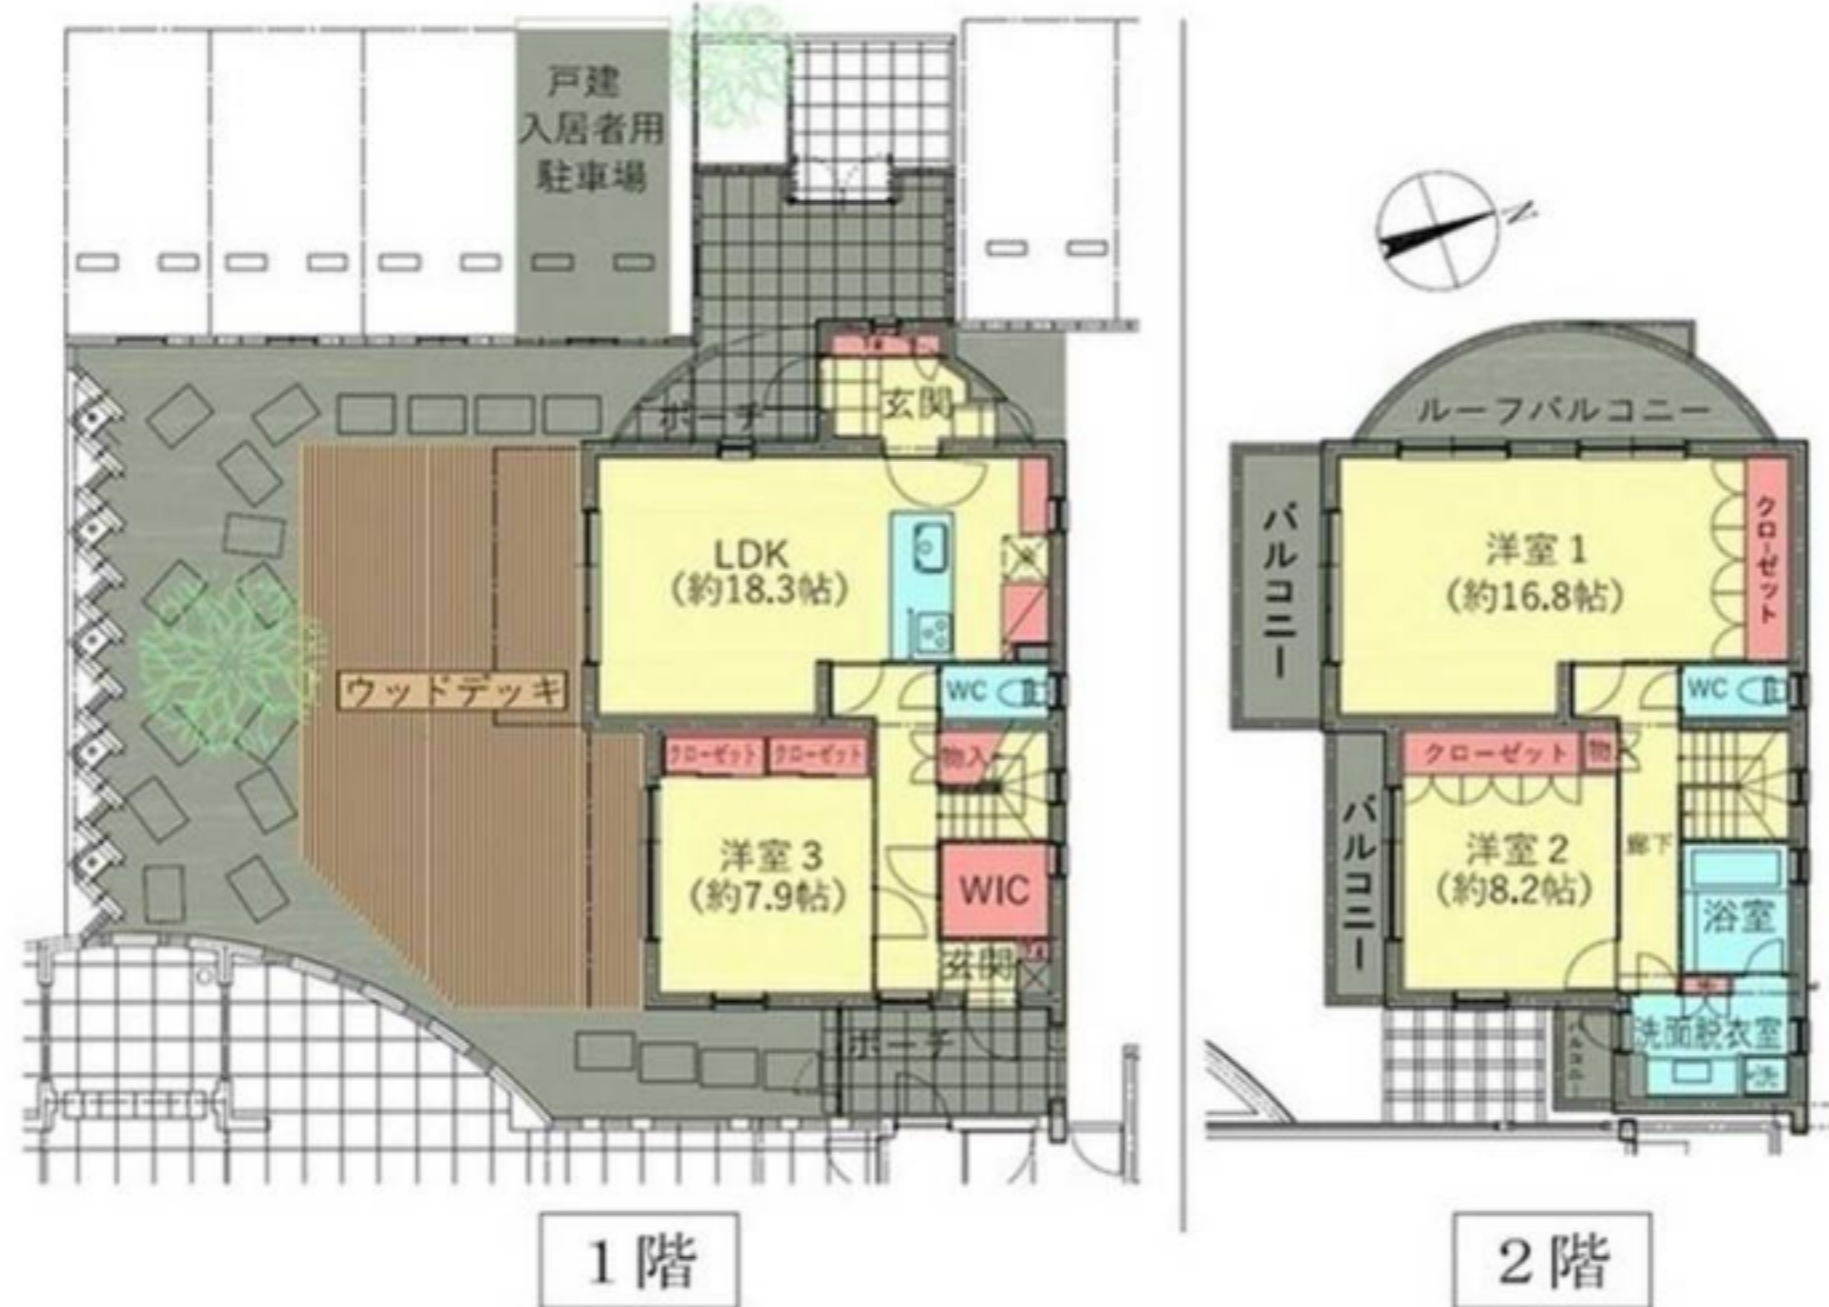 戸建
入居者用
駐車場
N
ポーチ
玄関
LDK
(約18.3帖)
ウッドデッキ
WC
クローゼット
クローゼット
物入
洋室 3
(約7.9帖)
WIC
玄関
ポーチ
1階
ルーフバルコニー
バルコニー
洋室 1
(約16.8帖)
クローゼット
WC
クローゼット
物
バルコニー
洋室 2
(約8.2帖)
廊下
浴室
洗面脱衣室
バルコニー
洗
2階